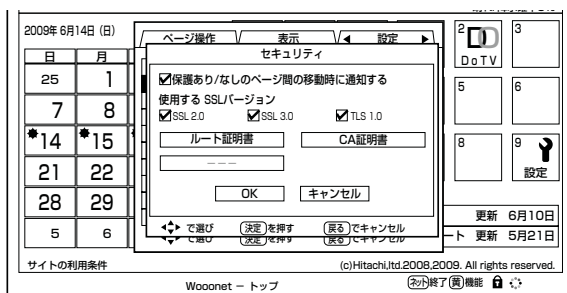 2009年 6月14日（日）
ページ操作 表示 ◀ 設定 ▶
2 DoTV 3
セキュリティ
日 月
☑保護あり/なしのページ間の移動時に通知する
25 1
5 6
使用する SSLバージョン
☑SSL 2.0 ☑SSL 3.0 ☑TLS 1.0
7 8
ルート証明書 CA証明書
14 15
8 9 設定
---
21 22
OK キャンセル
28 29
更新 6月10日
で選び 決定を押す 戻るでキャンセル
5 6
ート 更新 5月21日
サイトの利用条件 (c)Hitachi,ltd.2008,2009. All rights reserved.
Wooonet － トップ ネット終了 黄機能